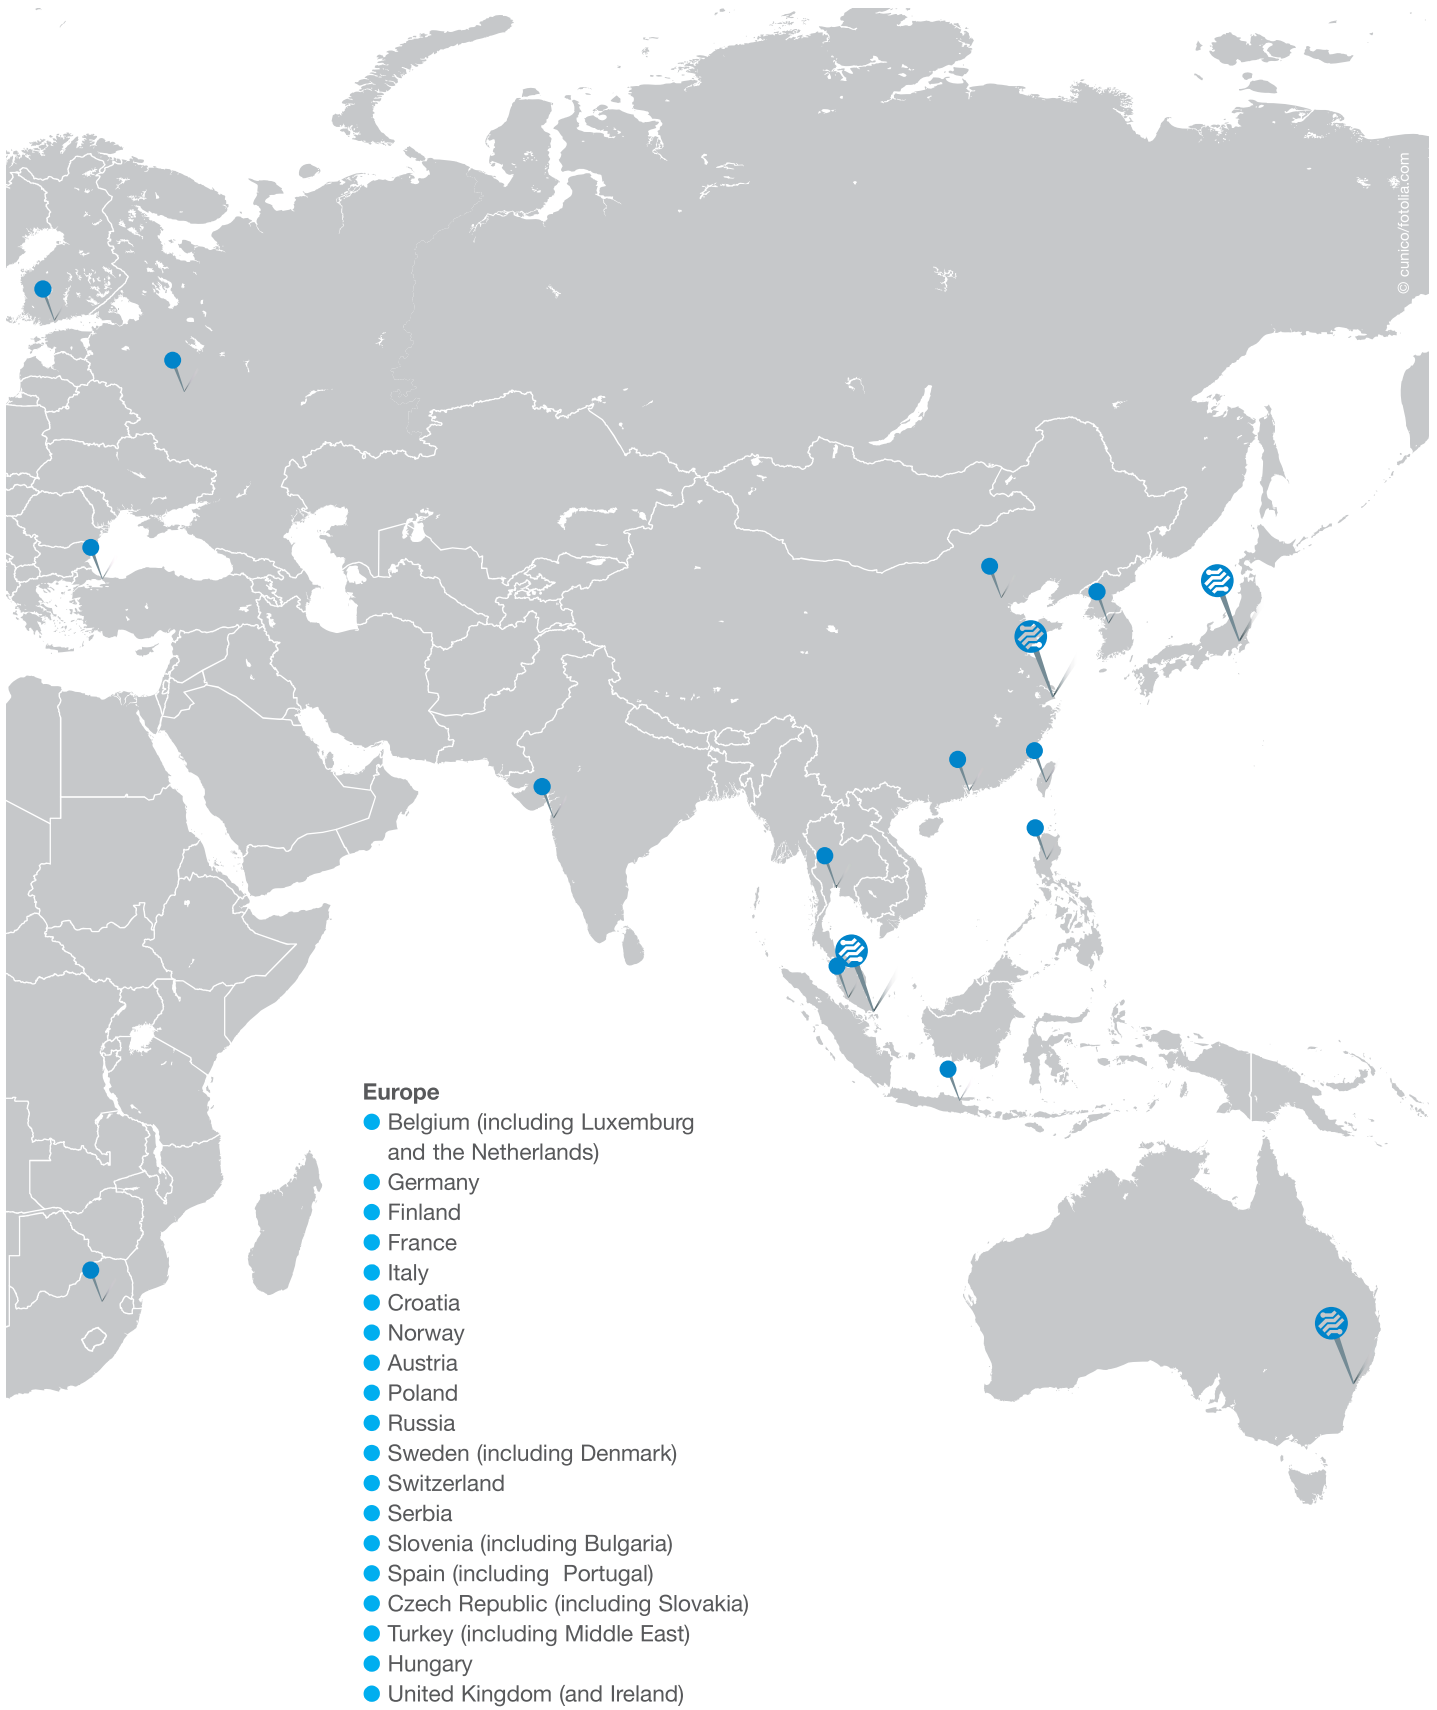 © cunico/fotolia.com
Europe
Belgium (including Luxemburg
and the Netherlands)
Germany
Finland
France
Italy
Croatia
Norway
Austria
Poland
Russia
Sweden (including Denmark)
Switzerland
Serbia
Slovenia (including Bulgaria)
Spain (including  Portugal)
Czech Republic (including Slovakia)
Turkey (including Middle East)
Hungary
United Kingdom (and Ireland)